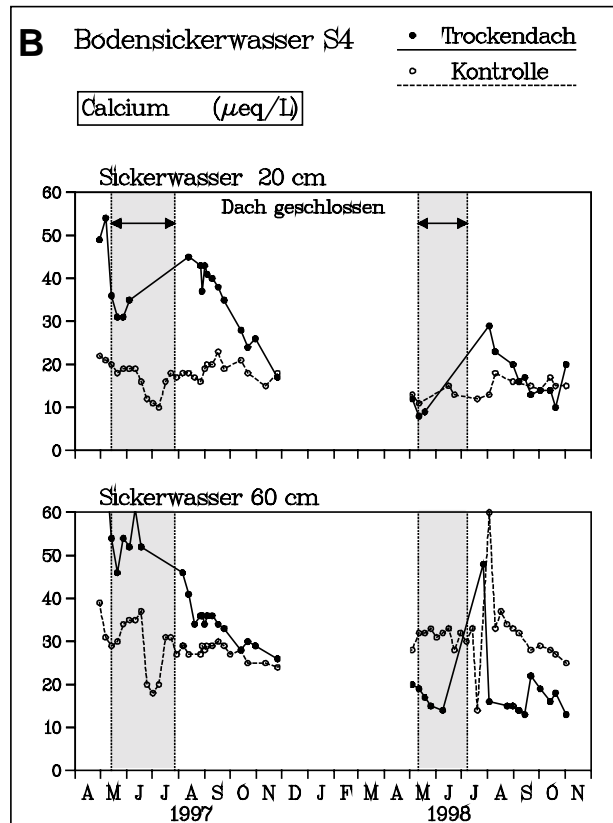 B Bodensickerwasser S4
Trockendach
Kontrolle
Calcium (µeq/L)
Sickerwasser 20 cm
60
50
40
30
20
10
0
Dach geschlossen
Sickerwasser 60 cm
60
50
40
30
20
10
0
A M J J A S O N D J F M A M J J A S O N
1997 1998